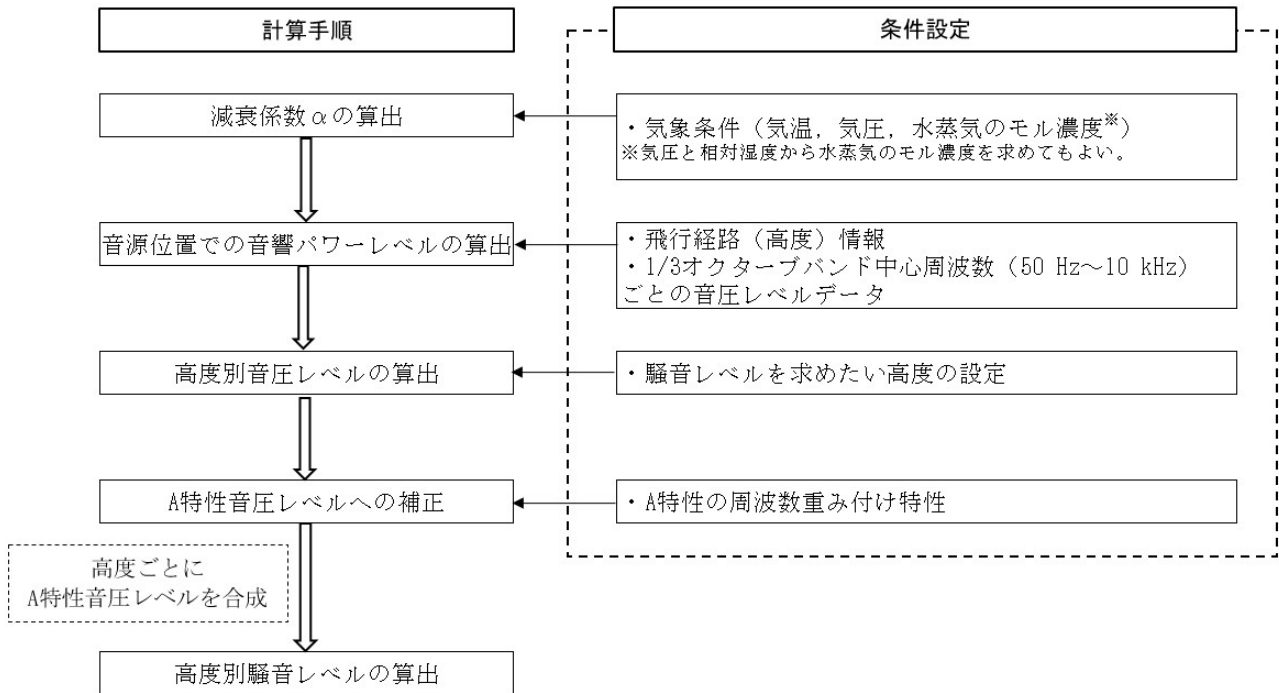 計算手順
条件設定
減衰係数αの算出
・気象条件（気温，気圧，水蒸気のモル濃度※）
※気圧と相対湿度から水蒸気のモル濃度を求めてもよい。
音源位置での音響パワーレベルの算出
・飛行経路（高度）情報
・1/3オクターブバンド中心周波数（50 Hz～10 kHz）
ごとの音圧レベルデータ
高度別音圧レベルの算出
・騒音レベルを求めたい高度の設定
A特性音圧レベルへの補正
・A特性の周波数重み付け特性
高度ごとに
A特性音圧レベルを合成
高度別騒音レベルの算出